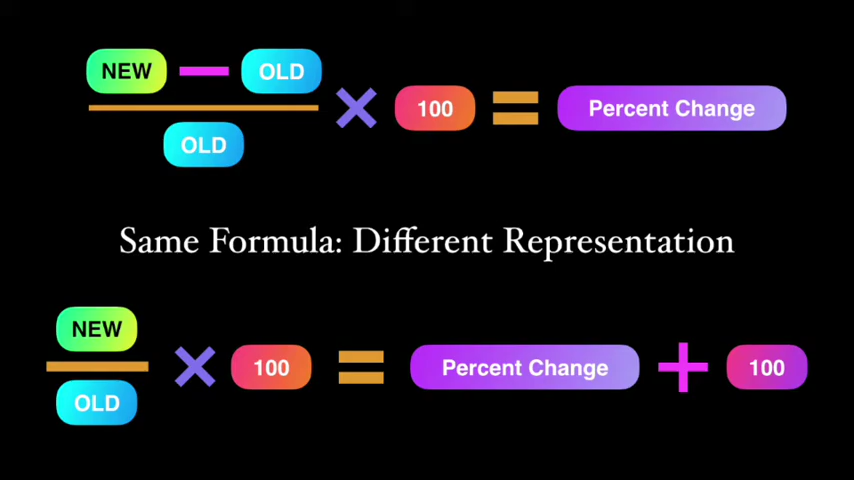 NEW − OLD
OLD
× 100 = Percent Change
Same Formula: Different Representation
NEW
OLD
× 100 = Percent Change + 100